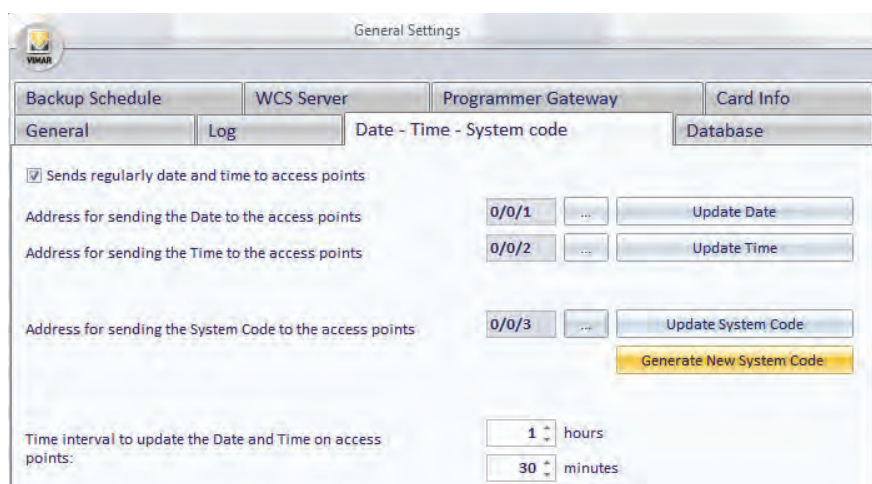 General Settings
VIMAR
Backup Schedule WCS Server Programmer Gateway Card Info
General Log Date - Time - System code Database
Sends regularly date and time to access points
Address for sending the Date to the access points 0/0/1 ... Update Date
Address for sending the Time to the access points 0/0/2 ... Update Time
Address for sending the System Code to the access points 0/0/3 ... Update System Code
Generate New System Code
Time interval to update the Date and Time on access
points:
1 hours
30 minutes